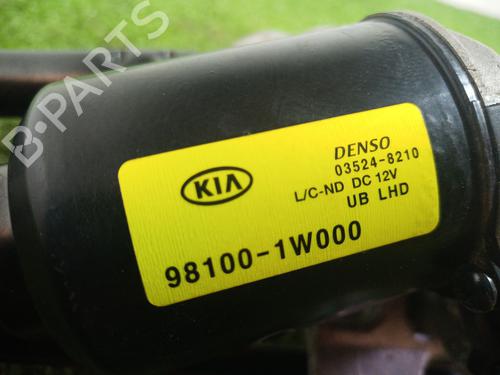 B-PARTS
KIA
DENSO
03524-8210
L/C-ND DC 12V
UB LHD
98100-1W000